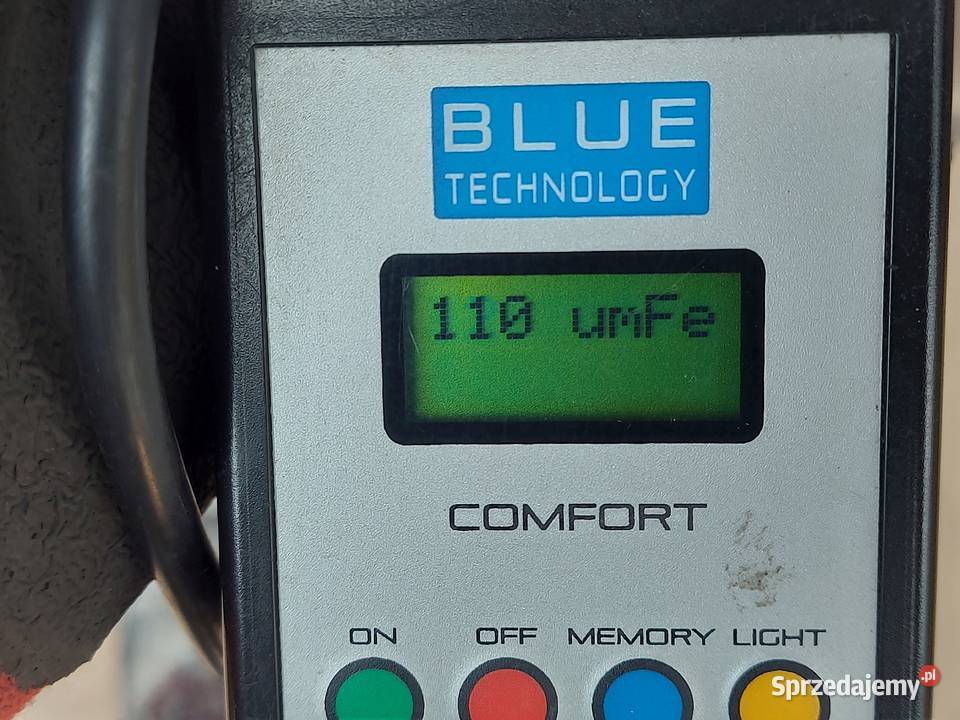 BLUE
TECHNOLOGY
110 umFe
COMFORT
ON OFF MEMORY LIGHT
Sprzedajemy.pl